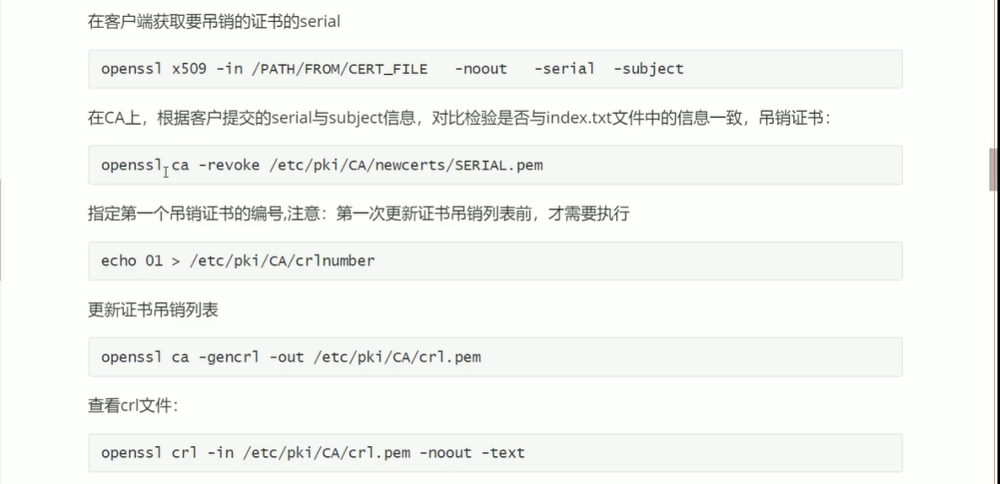 在客户端获取要吊销的证书的serial
openssl x509 -in /PATH/FROM/CERT_FILE   -noout   -serial  -subject
在CA上，根据客户提交的serial与subject信息，对比检验是否与index.txt文件中的信息一致，吊销证书：
openssl ca -revoke /etc/pki/CA/newcerts/SERIAL.pem
指定第一个吊销证书的编号,注意：第一次更新证书吊销列表前，才需要执行
echo 01 > /etc/pki/CA/crlnumber
更新证书吊销列表
openssl ca -gencrl -out /etc/pki/CA/crl.pem
查看crl文件：
openssl crl -in /etc/pki/CA/crl.pem -noout -text